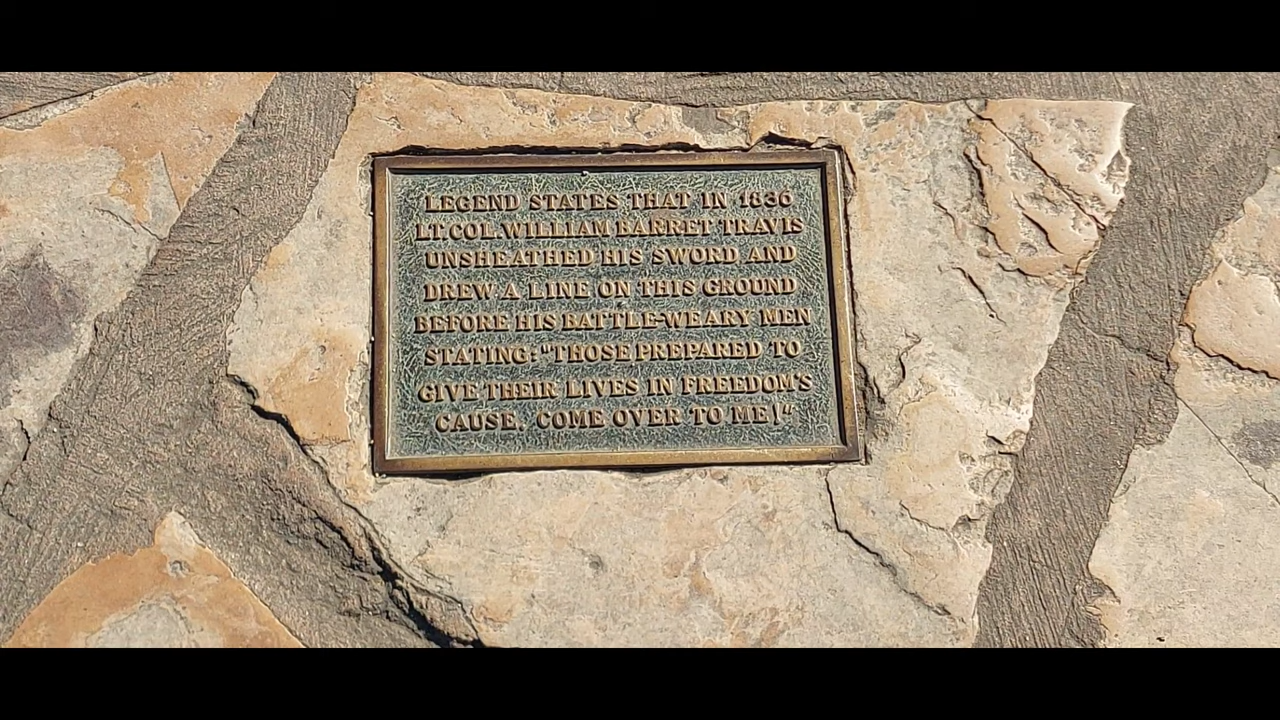 LEGEND STATES THAT IN 1836
LT. COL. WILLIAM BARRET TRAVIS
UNSHEATHED HIS SWORD AND
DREW A LINE ON THIS GROUND
BEFORE HIS BATTLE-WEARY MEN
STATING: "THOSE PREPARED TO
GIVE THEIR LIVES IN FREEDOM'S
CAUSE, COME OVER TO ME!"